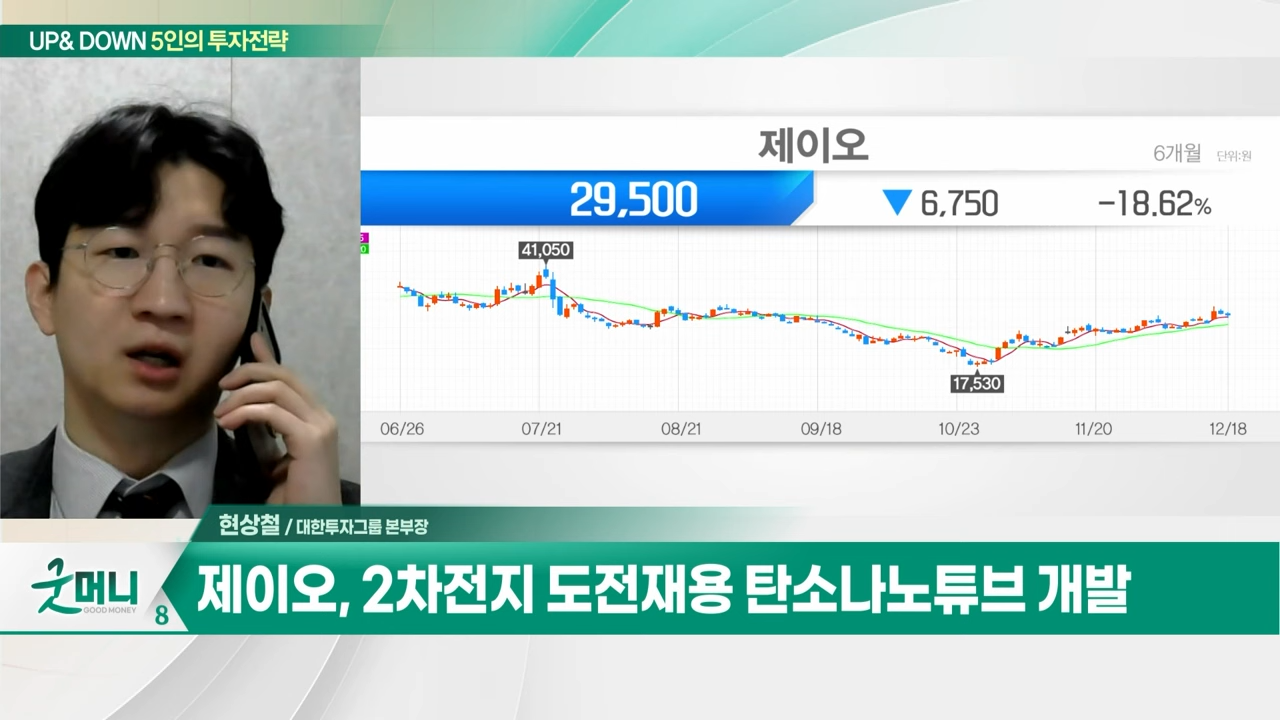 UP& DOWN 5인의 투자전략
제이오
6개월 단위:원
29,500 ▼ 6,750 -18.62%
41,050
17,530
06/26 07/21 08/21 09/18 10/23 11/20 12/18
현상철 / 대한투자그룹 본부장
굿머니
GOOD MONEY
8
제이오, 2차전지 도전재용 탄소나노튜브 개발